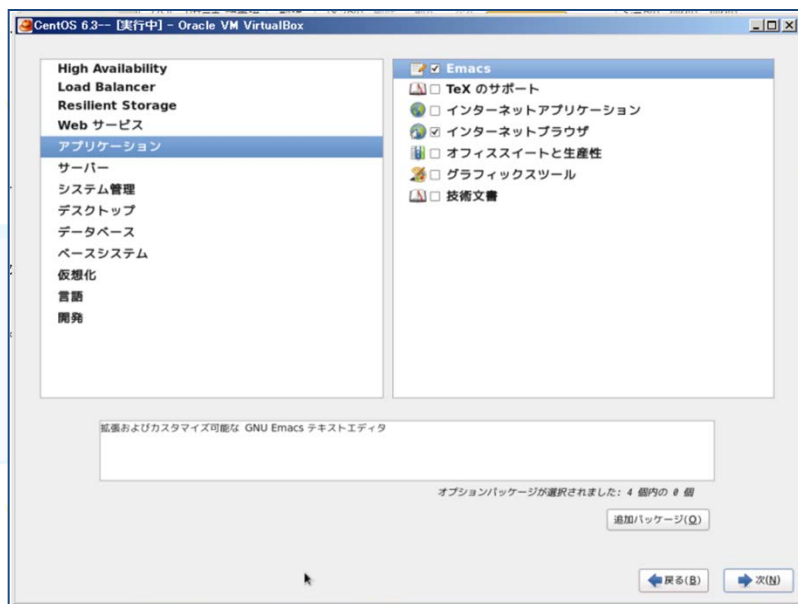 CentOS 6.3-- [実行中] - Oracle VM VirtualBox
High Availability
Load Balancer
Resilient Storage
Web サービス
アプリケーション
サーバー
システム管理
デスクトップ
データベース
ベースシステム
仮想化
言語
開発
Emacs
TeX のサポート
インターネットアプリケーション
インターネットブラウザ
オフィススイートと生産性
グラフィックスツール
技術文書
拡張およびカスタマイズ可能な GNU Emacs テキストエディタ
オプションパッケージが選択されました: 4 個内の 0 個
追加パッケージ(O)
戻る(B)
次(N)